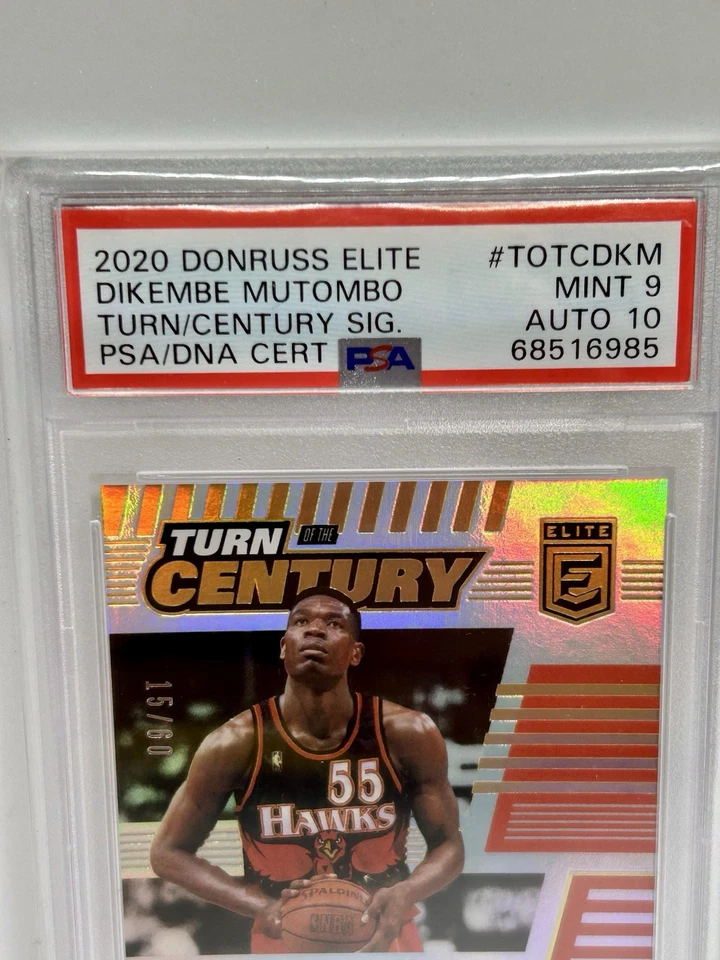 2020 DONRUSS ELITE #TOTCDKM
DIKEMBE MUTOMBO MINT 9
TURN/CENTURY SIG. AUTO 10
PSA/DNA CERT PSA 68516985
TURN OF THE
CENTURY
ELITE
E
15/60
55
HAWKS
SPALDING